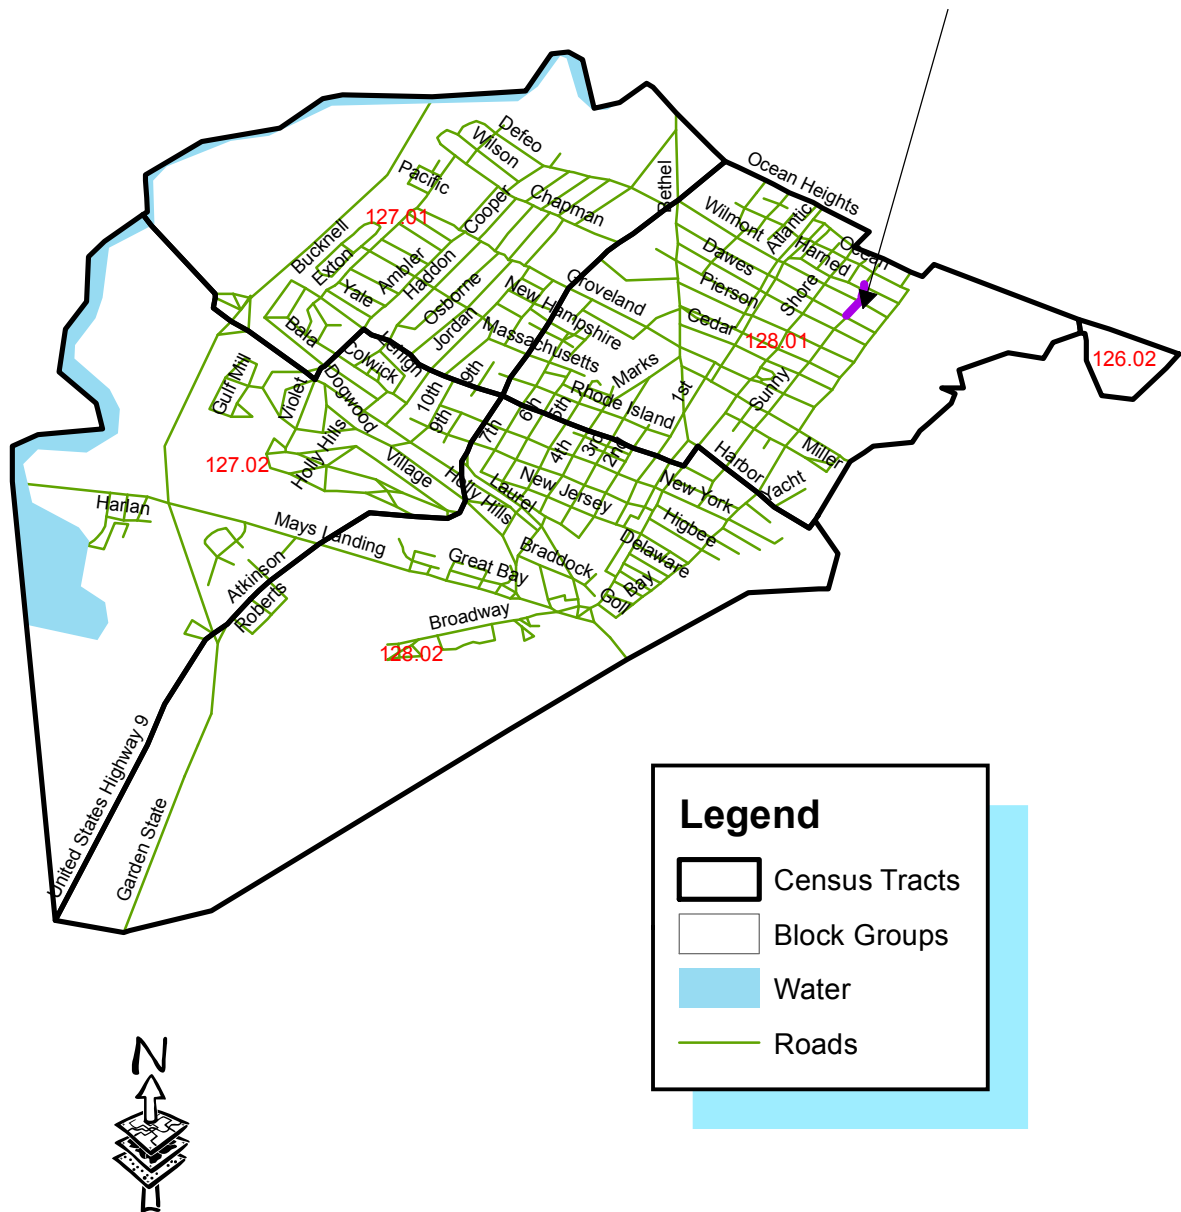 Defeo
Wilson
Pacific
Bethel
Ocean Heights
Chapman
Cooper
127.01
Wilmont
Atlantic
Harned
Ocean
Bucknell
Exton
Ambler
Haddon
Yale
Dawes
Pierson
Shore
Groveland
Osborne
New Hampshire
Jordan
Massachusetts
Cedar
128.01
126.02
Bala
Lehigh
Colwick
Marks
Gulf Mill
Violet
Dogwood
10th
9th
9th
Rhode Island
1st
Sunny
6th
5th
7th
4th
3rd
2nd
Holly Hills
127.02
Village
Holly Hills
Laurel
New Jersey
New York
Harbor
Yacht
Miller
Harlan
Mays Landing
Higbee
Delaware
Braddock
Great Bay
Bay
Golf
Atkinson
Roberts
Broadway
128.02
United States Highway 9
Garden State
Legend
Census Tracts
Block Groups
Water
Roads
N